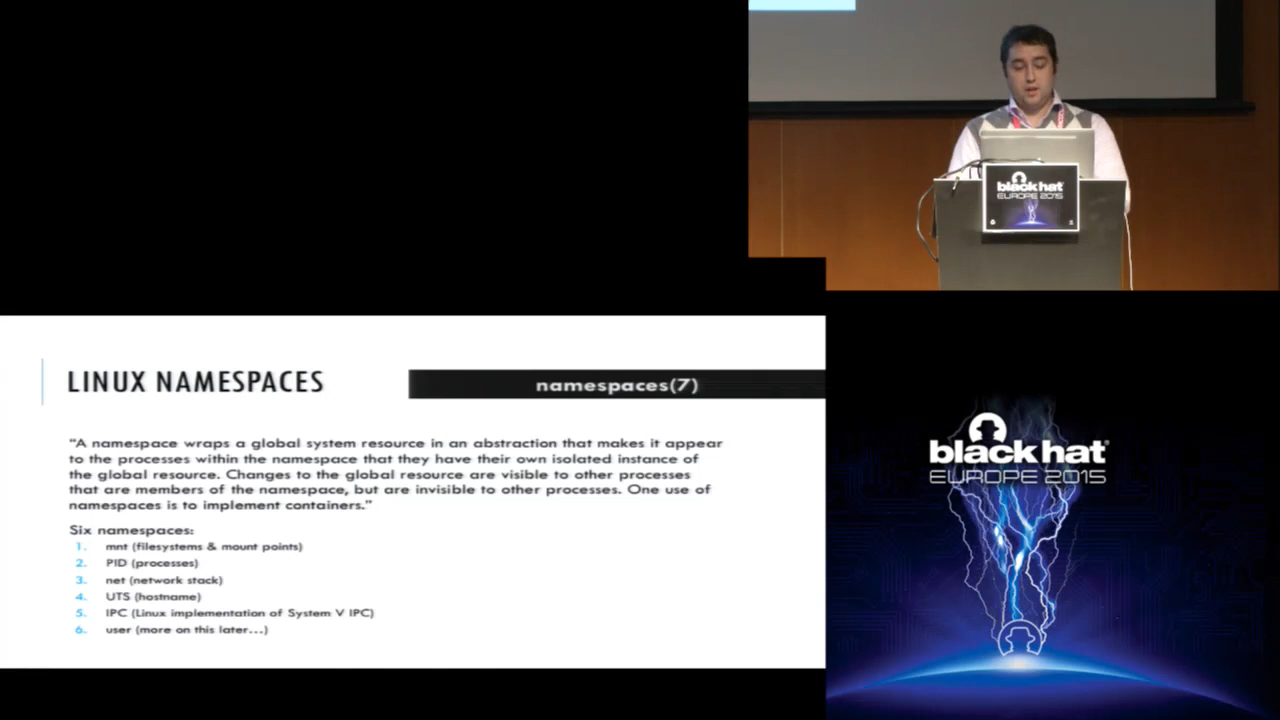 black hat
EUROPE 2015
LINUX NAMESPACES
namespaces(7)
“A namespace wraps a global system resource in an abstraction that makes it appear
to the processes within the namespace that they have their own isolated instance of
the global resource. Changes to the global resource are visible to other processes
that are members of the namespace, but are invisible to other processes. One use of
namespaces is to implement containers.”
Six namespaces:
1. mnt (filesystems & mount points)
2. PID (processes)
3. net (network stack)
4. UTS (hostname)
5. IPC (Linux implementation of System V IPC)
6. user (more on this later...)
black hat®
EUROPE 2015